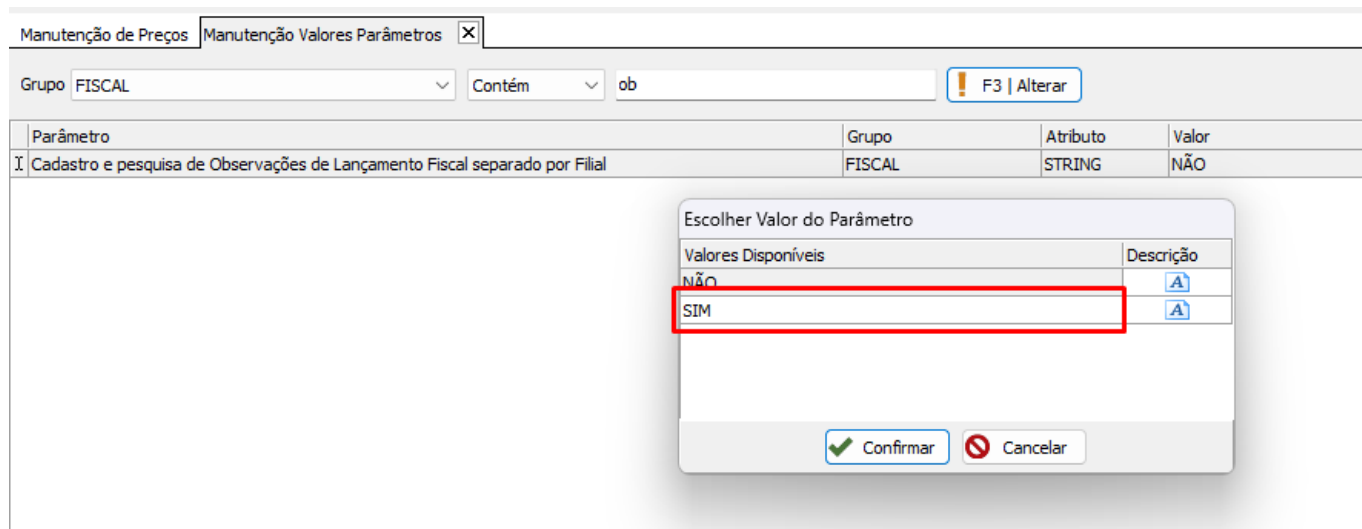 Manutenção de Preços Manutenção Valores Parâmetros X
Grupo FISCAL Contém ob ! F3 | Alterar
Parâmetro Grupo Atributo Valor
Cadastro e pesquisa de Observações de Lançamento Fiscal separado por Filial FISCAL STRING NÃO
Escolher Valor do Parâmetro
Valores Disponíveis Descrição
NÃO A
SIM A
Confirmar Cancelar